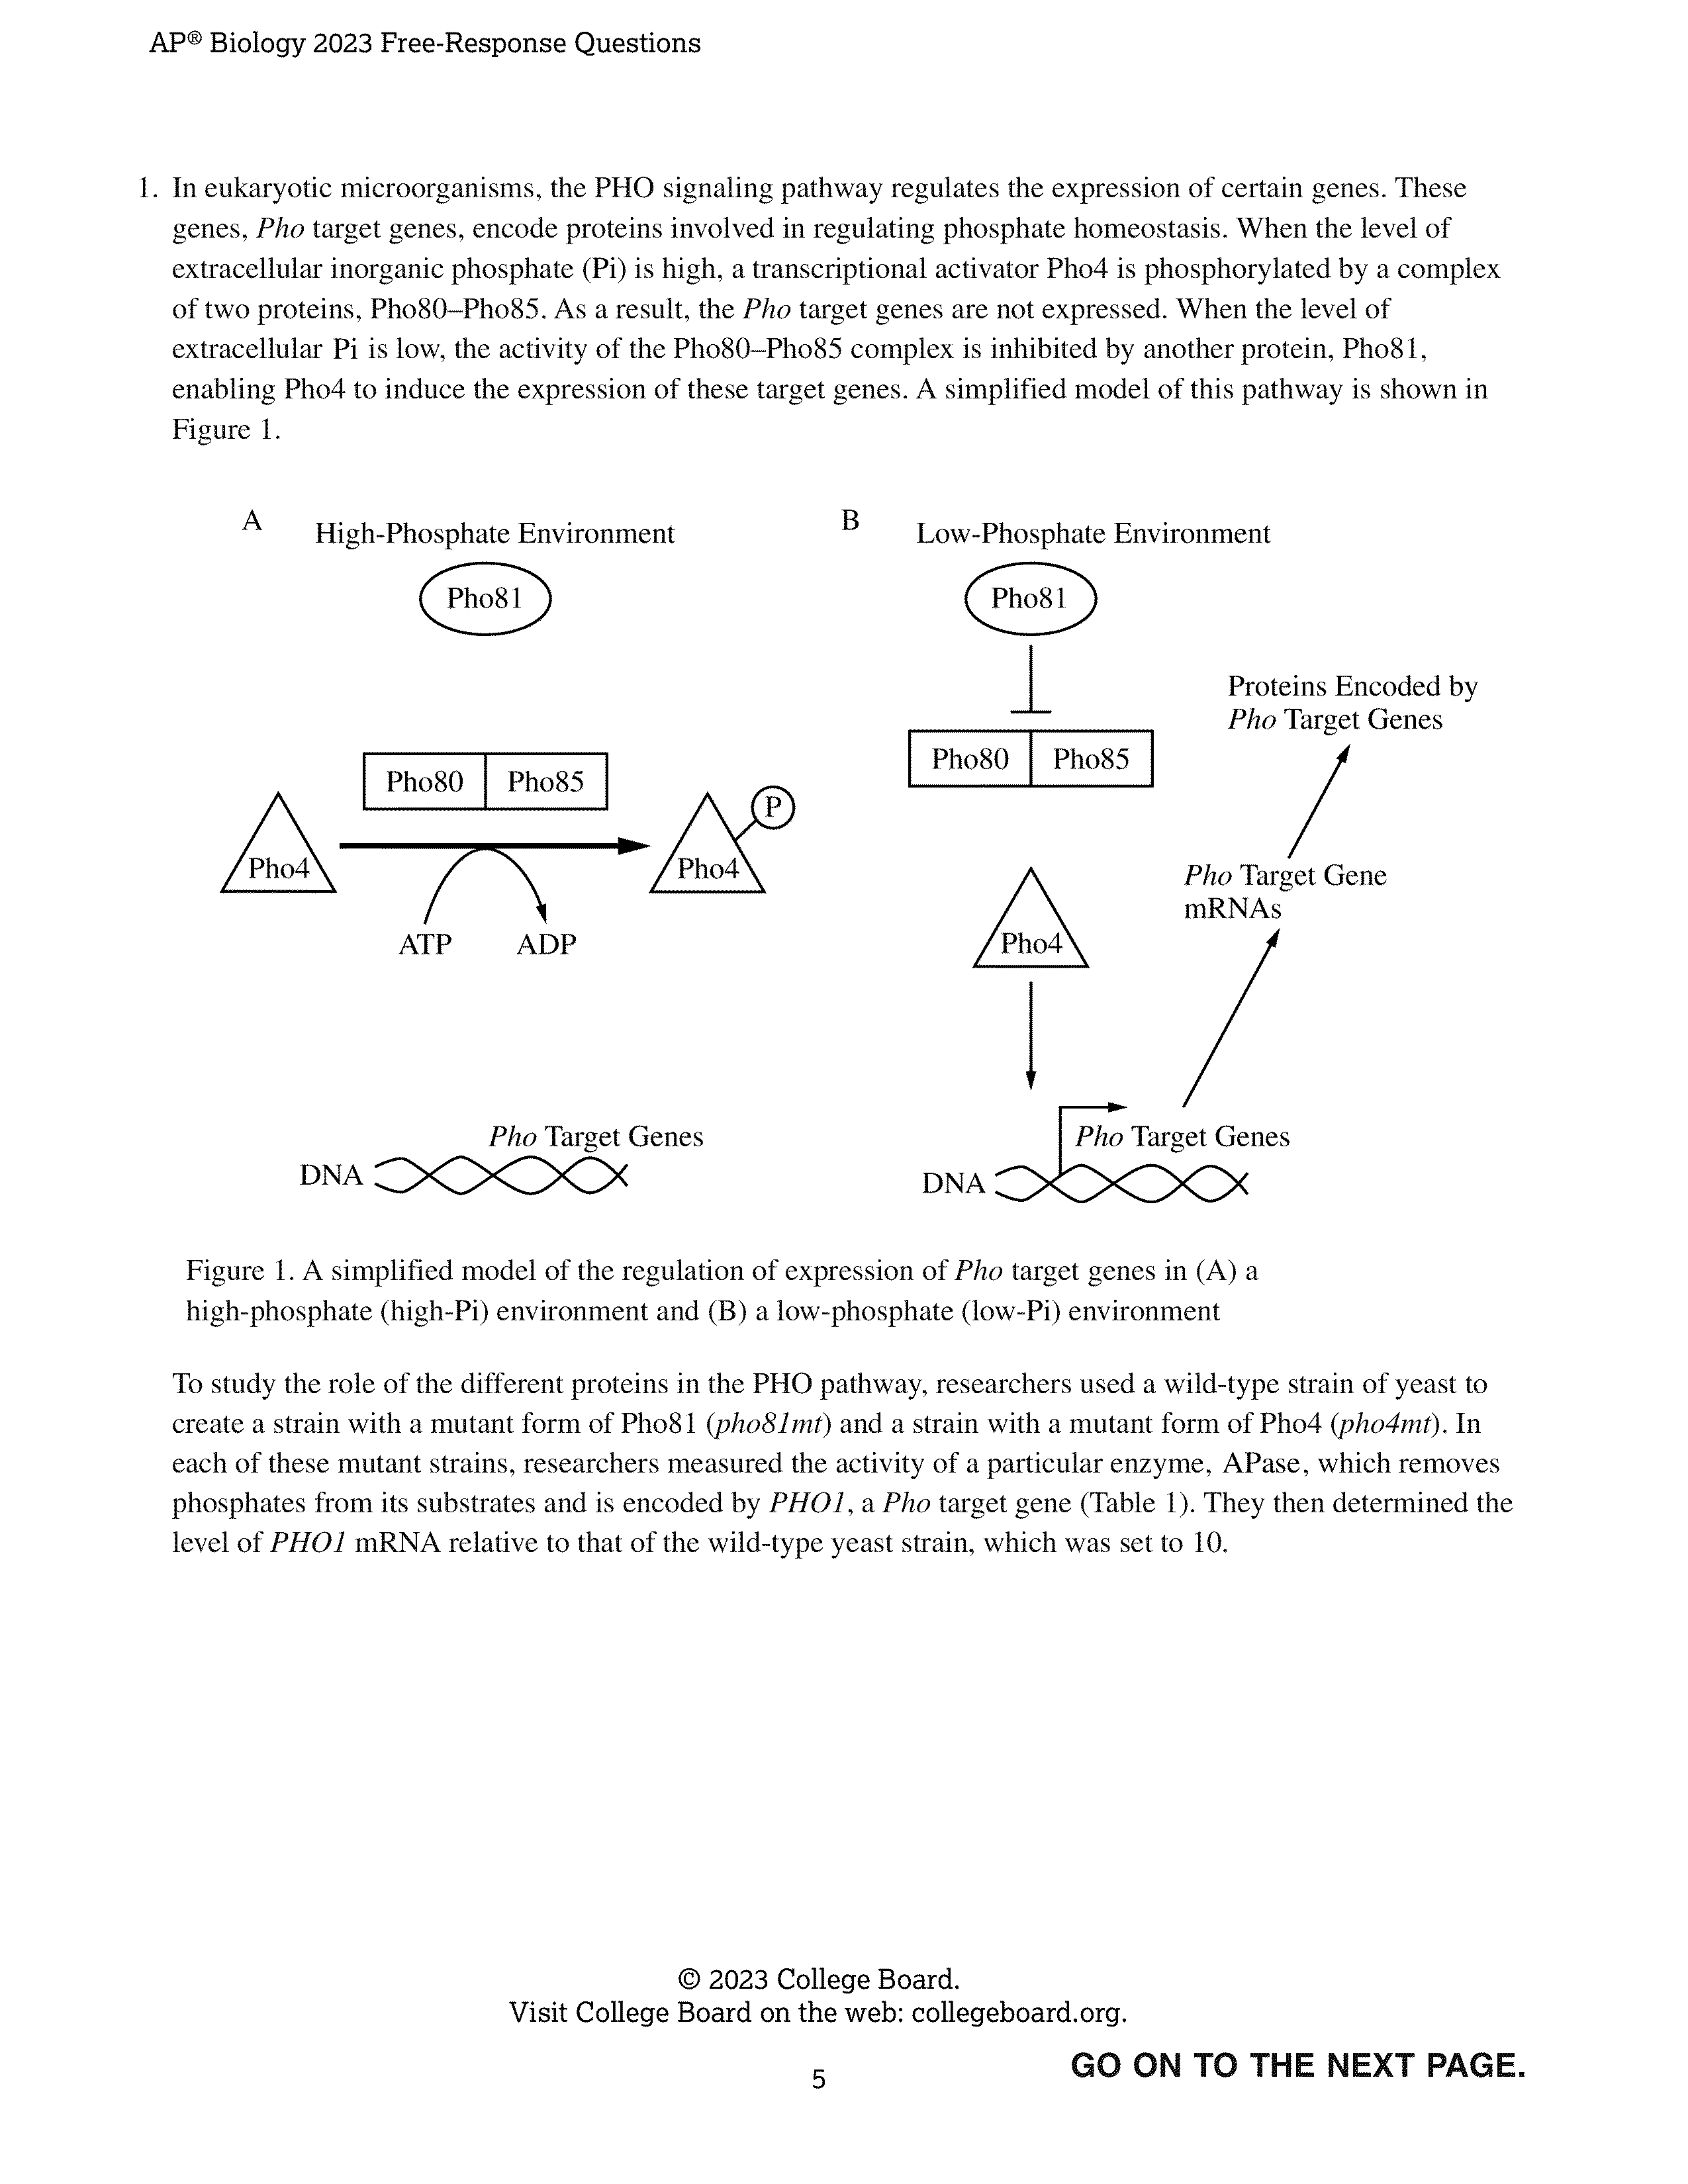 AP® Biology 2023 Free-Response Questions
1. In eukaryotic microorganisms, the PHO signaling pathway regulates the expression of certain genes. These
genes, Pho target genes, encode proteins involved in regulating phosphate homeostasis. When the level of
extracellular inorganic phosphate (Pi) is high, a transcriptional activator Pho4 is phosphorylated by a complex
of two proteins, Pho80–Pho85. As a result, the Pho target genes are not expressed. When the level of
extracellular Pi is low, the activity of the Pho80–Pho85 complex is inhibited by another protein, Pho81,
enabling Pho4 to induce the expression of these target genes. A simplified model of this pathway is shown in
Figure 1.
A
High-Phosphate Environment
Pho81
Pho80 Pho85
Pho4
Pho4
P
ATP ADP
Pho Target Genes
DNA
B
Low-Phosphate Environment
Pho81
Pho80 Pho85
Pho4
Pho Target Genes
DNA
Pho Target Gene
mRNAs
Proteins Encoded by
Pho Target Genes
Figure 1. A simplified model of the regulation of expression of Pho target genes in (A) a
high-phosphate (high-Pi) environment and (B) a low-phosphate (low-Pi) environment
To study the role of the different proteins in the PHO pathway, researchers used a wild-type strain of yeast to
create a strain with a mutant form of Pho81 (pho81mt) and a strain with a mutant form of Pho4 (pho4mt). In
each of these mutant strains, researchers measured the activity of a particular enzyme, APase, which removes
phosphates from its substrates and is encoded by PHO1, a Pho target gene (Table 1). They then determined the
level of PHO1 mRNA relative to that of the wild-type yeast strain, which was set to 10.
© 2023 College Board.
Visit College Board on the web: collegeboard.org.
GO ON TO THE NEXT PAGE.
5